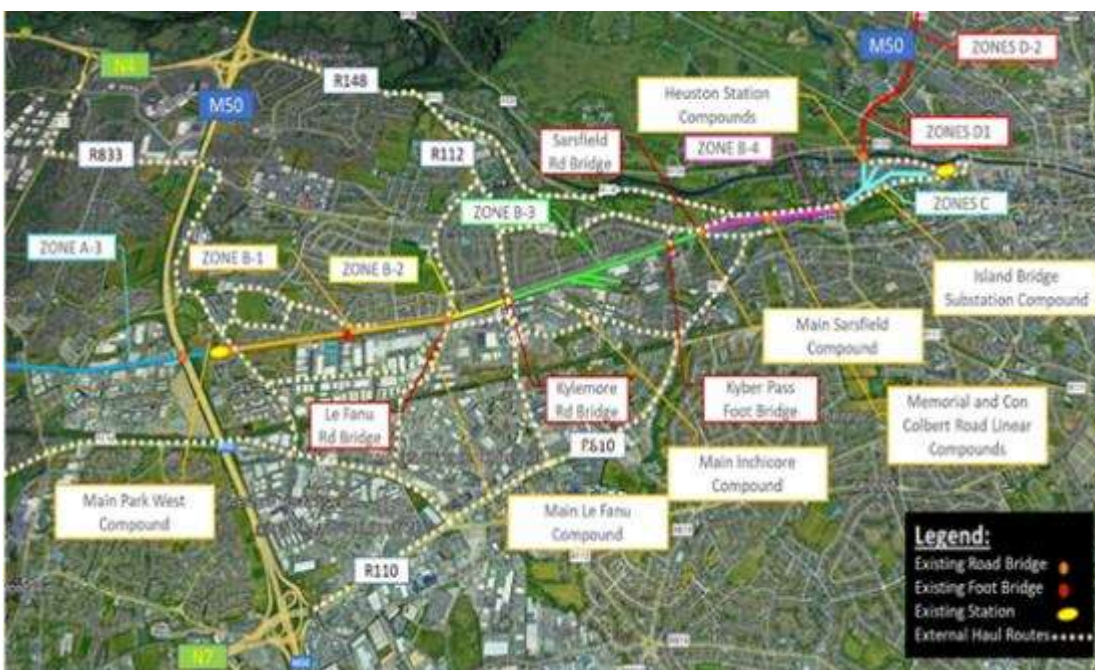 N4
M50
R148
M50
ZONES D-2
Heuston Station
Compounds
R833
R112
Sarsfield
Rd Bridge
ZONE B-4
ZONES D1
ZONE B-3
ZONES C
ZONE A-3
ZONE B-1
ZONE B-2
Island Bridge
Substation Compound
Main Sarsfield
Compound
Le Fanu
Rd Bridge
Kylemore
Rd Bridge
Kyber Pass
Foot Bridge
Memorial and Con
Colbert Road Linear
Compounds
Main Park West
Compound
Main Inchicore
Compound
Main Le Fanu
Compound
R110
N7
M50
Legend:
Existing Road Bridge
Existing Foot Bridge
Existing Station
External Haul Routes